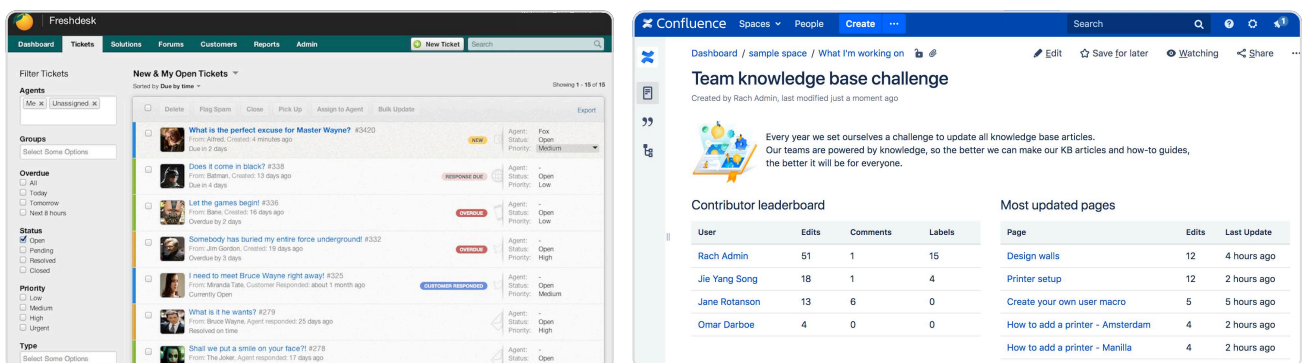 Freshdesk
Dashboard Tickets Solutions Forums Customers Reports Admin New Ticket Search
Filter Tickets
Agents
Me x Unassigned x
Groups
Select Some Options
Overdue
All
Today
Tomorrow
Next 8 hours
Status
Open
Pending
Resolved
Closed
Priority
Low
Medium
High
Urgent
Type
Select Some Options
New & My Open Tickets
Sorted by Due by time
Showing 1 - 15 of 15
Delete Flag Spam Close Pick Up Assign to Agent Bulk Update Export
What is the perfect excuse for Master Wayne? #3420
From: Alfred, Created: 4 minutes ago
Due in 2 days
NEW
Agent: Fox
Status: Open
Priority: Medium
Does it come in black? #338
From: Batman, Created: 13 days ago
Due in 4 days
RESPONSE DUE
Agent: -
Status: Open
Priority: Low
Let the games begin! #336
From: Bane, Created: 16 days ago
Overdue by 2 days
OVERDUE
Agent: -
Status: Open
Priority: Low
Somebody has buried my entire force underground! #332
From: Jim Gordon, Created: 19 days ago
Overdue by 3 days
OVERDUE
Agent: -
Status: Open
Priority: High
I need to meet Bruce Wayne right away! #325
From: Miranda Tate, Customer Responded: about 1 month ago
Currently Open
CUSTOMER RESPONDED
Agent: -
Status: Open
Priority: Medium
What is it he wants? #279
From: Bruce Wayne, Agent responded: 25 days ago
Resolved on time
Agent: -
Status: Open
Priority: High
Shall we put a smile on your face?! #278
From: The Joker, Agent responded: 17 days ago
Agent: -
Status: Open
Confluence Spaces People Create ··· Search 1
Dashboard / sample space / What I'm working on
Edit Save for later Watching Share ···
Team knowledge base challenge
Created by Rach Admin, last modified just a moment ago
Every year we set ourselves a challenge to update all knowledge base articles.
Our teams are powered by knowledge, so the better we can make our KB articles and how-to guides,
the better it will be for everyone.
Contributor leaderboard
User Edits Comments Labels
Rach Admin 51 1 15
Jie Yang Song 18 1 4
Jane Rotanson 13 6 0
Omar Darboe 4 0 0
Most updated pages
Page Edits Last Update
Design walls 12 4 hours ago
Printer setup 12 2 hours ago
Create your own user macro 5 5 hours ago
How to add a printer - Amsterdam 4 2 hours ago
How to add a printer - Manilla 4 2 hours ago